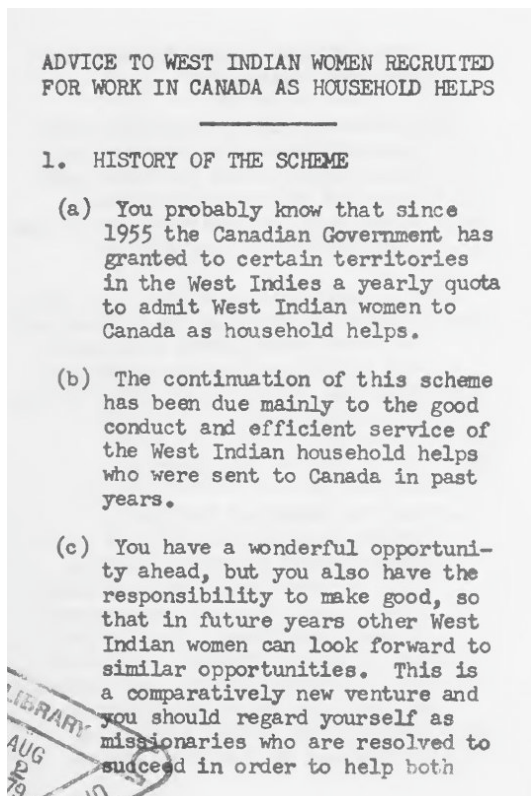 ADVICE TO WEST INDIAN WOMEN RECRUITED
FOR WORK IN CANADA AS HOUSEHOLD HELPS
1. HISTORY OF THE SCHEME
(a) You probably know that since
1955 the Canadian Government has
granted to certain territories
in the West Indies a yearly quota
to admit West Indian women to
Canada as household helps.
(b) The continuation of this scheme
has been due mainly to the good
conduct and efficient service of
the West Indian household helps
who were sent to Canada in past
years.
(c) You have a wonderful opportuni-
ty ahead, but you also have the
responsibility to make good, so
that in future years other West
Indian women can look forward to
similar opportunities. This is
a comparatively new venture and
you should regard yourself as
missionaries who are resolved to
succeed in order to help both
LIBRARY
AUG
2
79